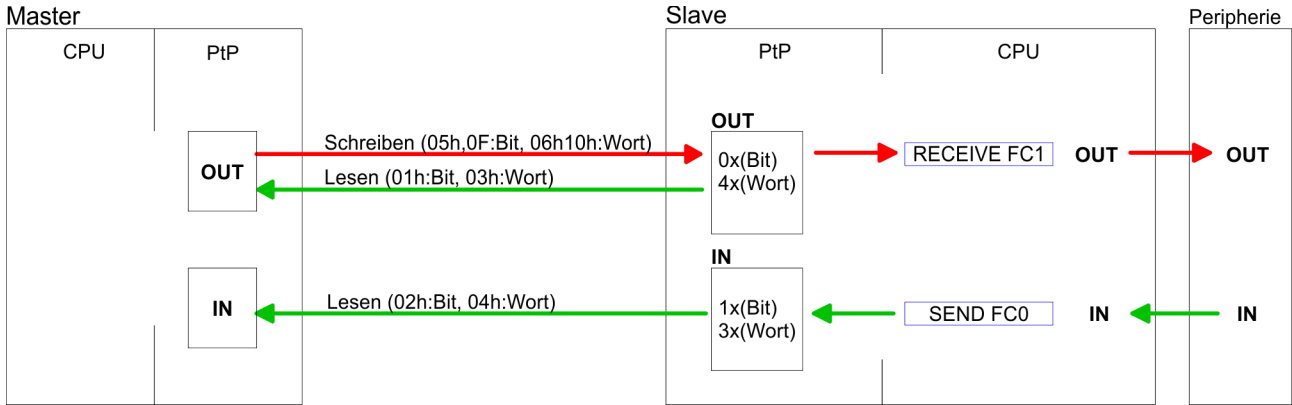 Master
Slave
Peripherie
CPU
PtP
PtP
CPU
OUT
Schreiben (05h,0F:Bit, 06h10h:Wort)
0x(Bit)
RECEIVE FC1
OUT
OUT
OUT
Lesen (01h:Bit, 03h:Wort)
4x(Wort)
IN
IN
Lesen (02h:Bit, 04h:Wort)
1x(Bit)
3x(Wort)
SEND FC0
IN
IN